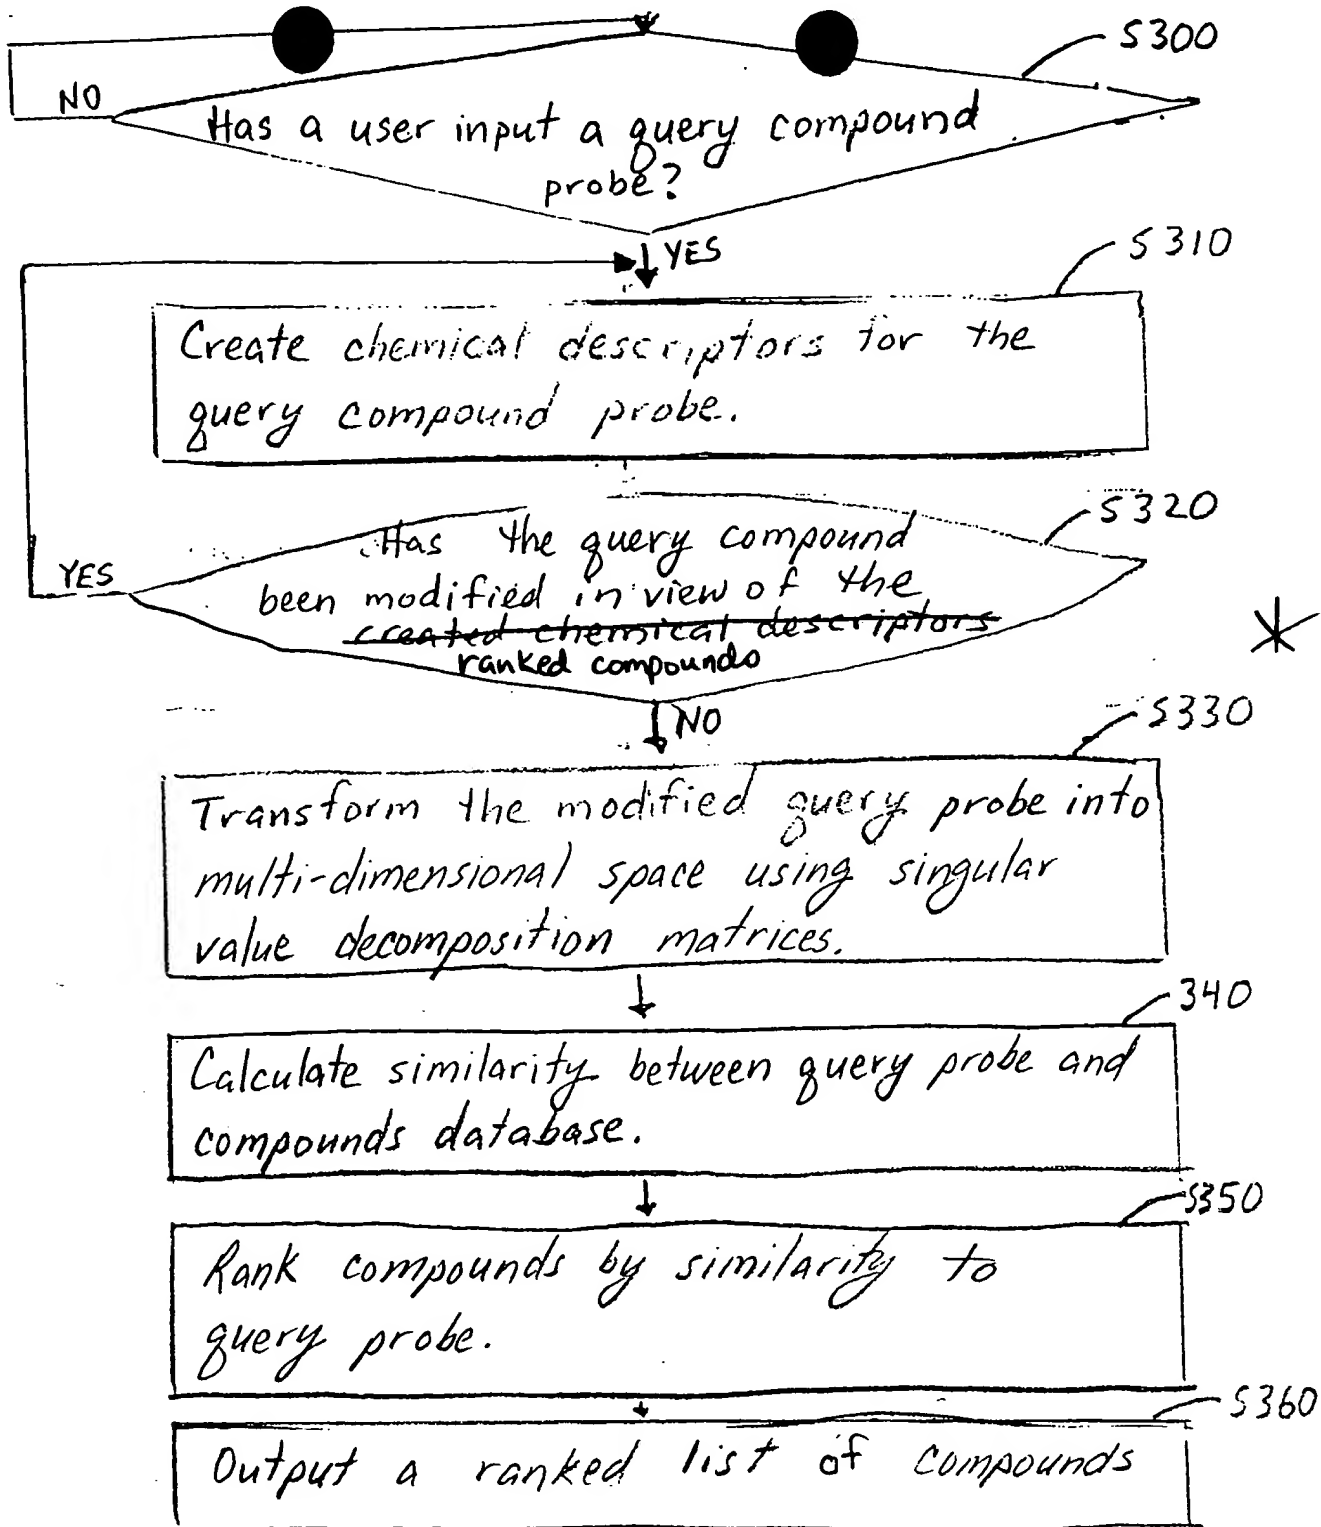 S300
NO
Has a user input a query compound
probe?
YES
S310
Create chemical descriptors for the
query compound probe.
S320
Has the query compound
been modified in view of the
created chemical descriptors
ranked compounds
YES
NO
S330
Transform the modified query probe into
multi-dimensional space using singular
value decomposition matrices.
340
Calculate similarity between query probe and
compounds database.
S350
Rank compounds by similarity to
query probe.
S360
Output a ranked list of compounds